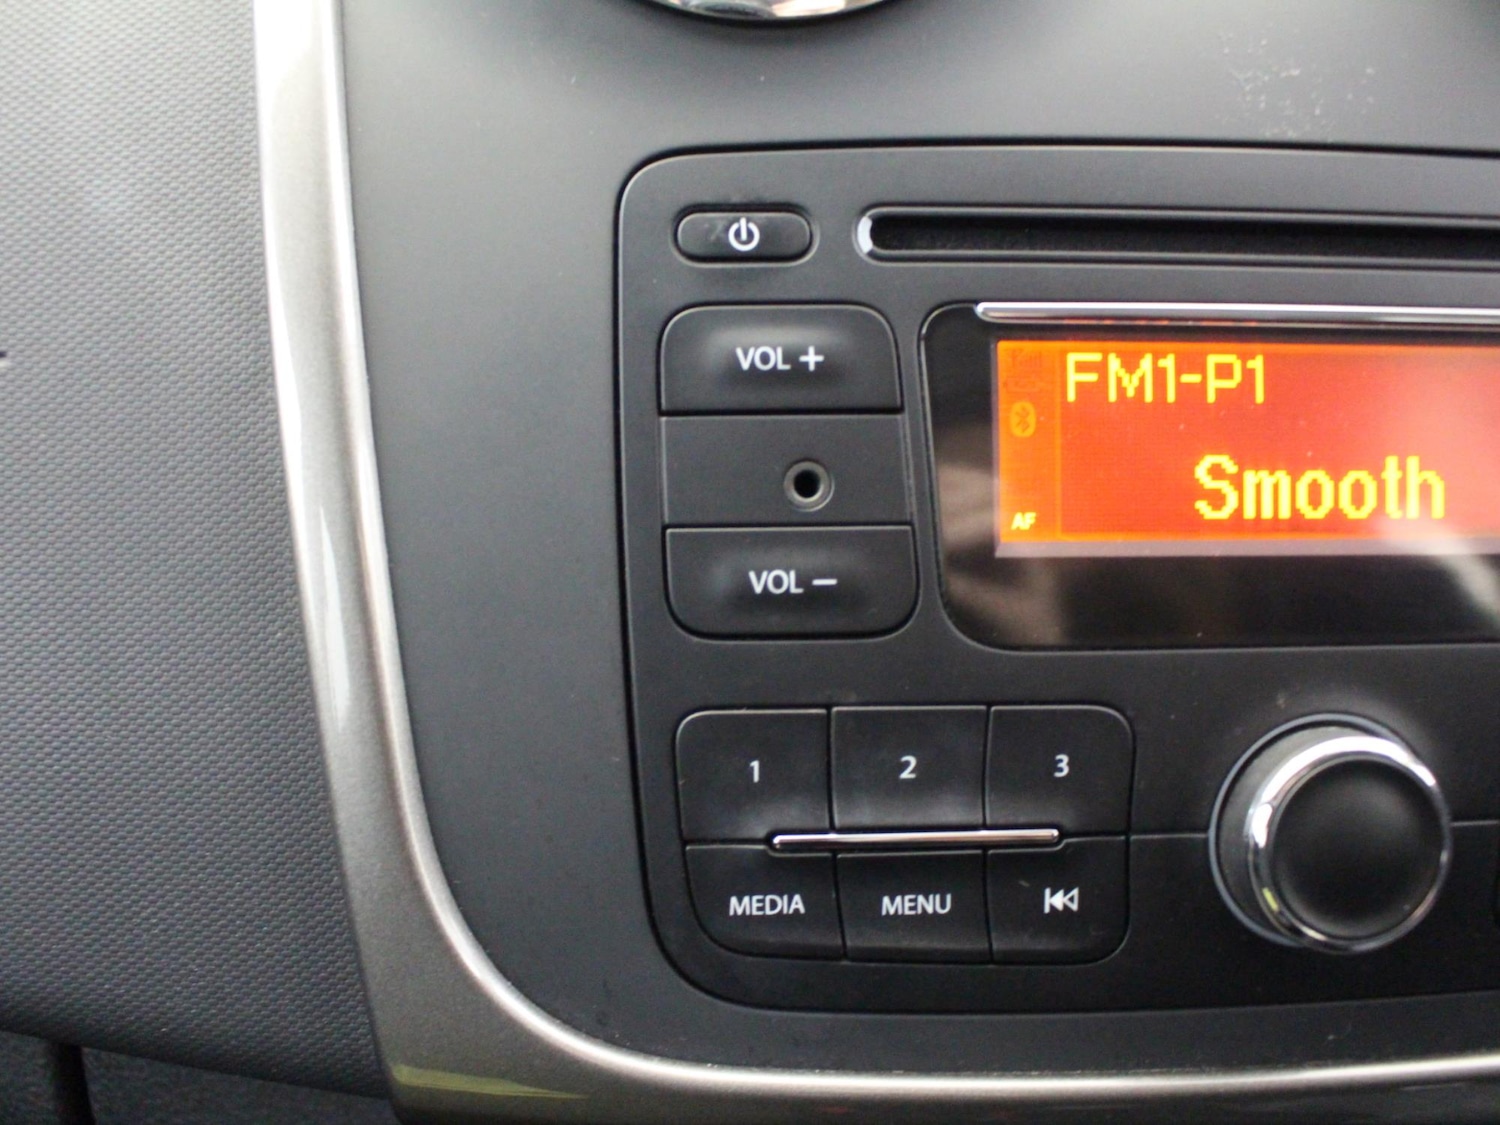 VOL +
FM1-P1
Smooth
AF
VOL −
1 2 3
MEDIA MENU